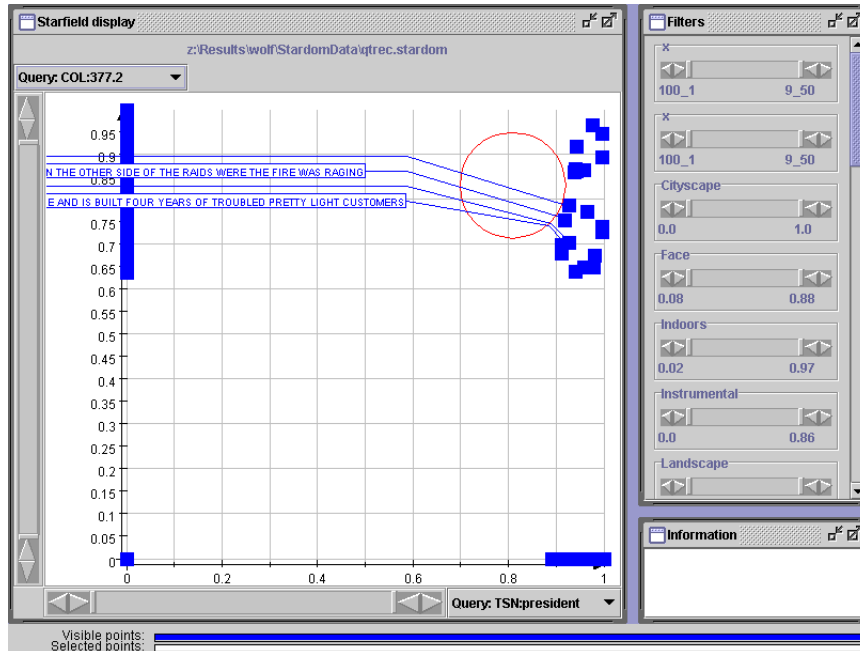 Starfield display
z:\Results\wolf\StardomData\qtrec.stardom
Query: COL:377.2
0.95
0.9
N THE OTHER SIDE OF THE RAIDS WERE THE FIRE WAS RAGING
0.85
0.8
E AND IS BUILT FOUR YEARS OF TROUBLED PRETTY LIGHT CUSTOMERS
0.75
0.7
0.65
0.6
0.55
0.5
0.45
0.4
0.35
0.3
0.25
0.2
0.15
0.1
0.05
0
0 0.2 0.4 0.6 0.8 1
Query: TSN:president
Filters
x
100_1 9_50
x
100_1 9_50
Cityscape
0.0 1.0
Face
0.08 0.88
Indoors
0.02 0.97
Instrumental
0.0 0.86
Landscape
Information
Visible points:
Selected points: